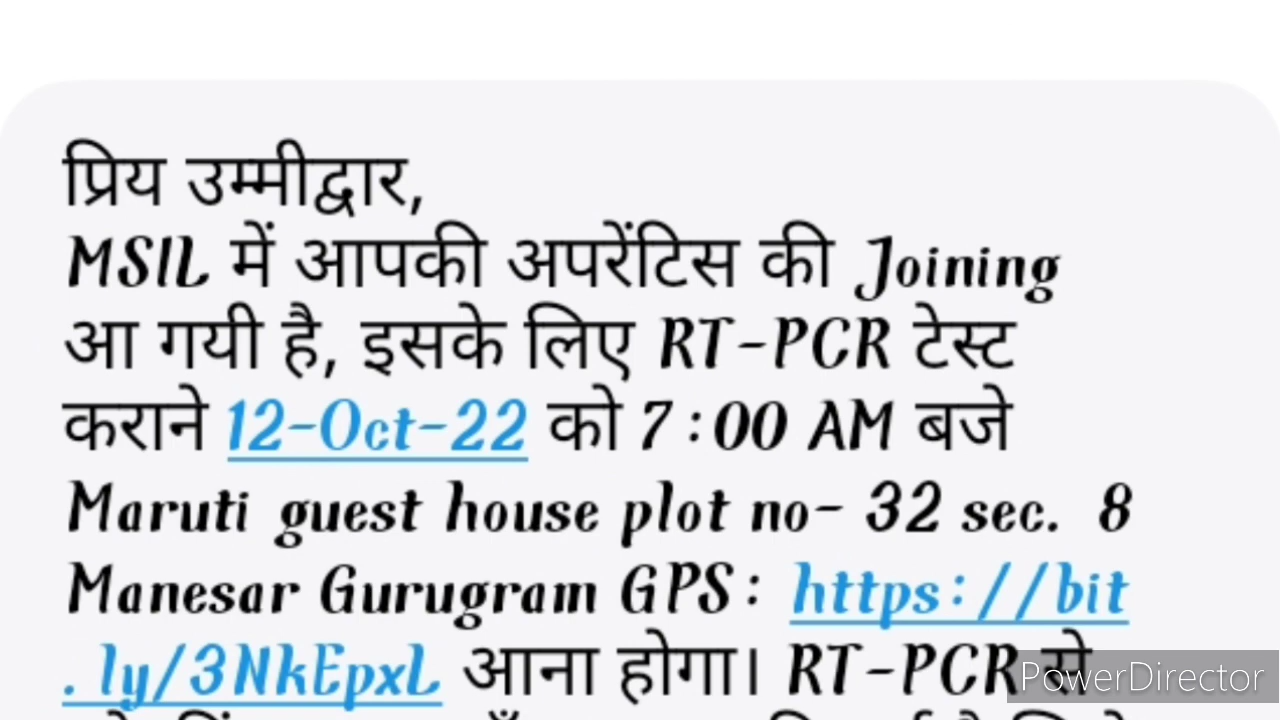 प्रिय उम्मीद्वार,
MSIL में आपकी अपरेंटिस की Joining
आ गयी है, इसके लिए RT-PCR टेस्ट
कराने 12-Oct-22 को 7:00 AM बजे
Maruti guest house plot no- 32 sec. 8
Manesar Gurugram GPS: https://bit
.ly/3NkEpxL आना होगा। RT-PCR से
PowerDirector